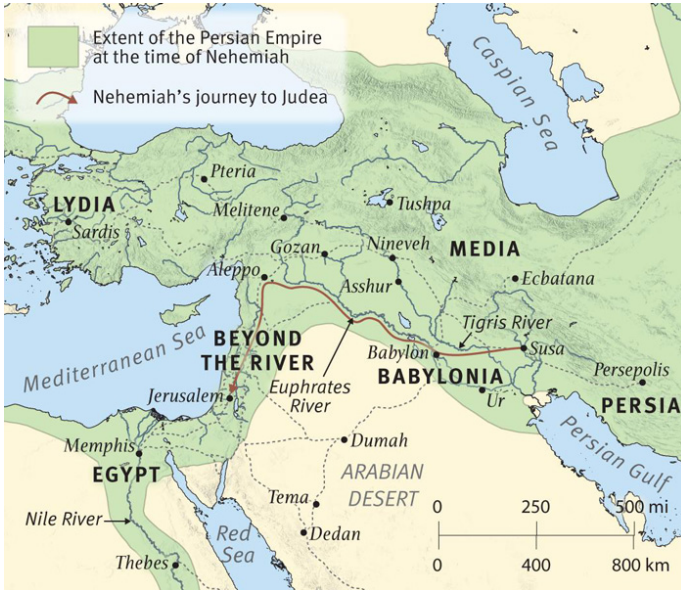 Extent of the Persian Empire
at the time of Nehemiah
Nehemiah's journey to Judea
Caspian Sea
Pteria
LYDIA
Sardis
Melitene
Tushpa
Gozan
Nineveh
MEDIA
Aleppo
Asshur
Ecbatana
Mediterranean Sea
BEYOND
THE RIVER
Tigris River
Babylon
Susa
Euphrates
River
BABYLONIA
Persepolis
Jerusalem
Ur
PERSIA
Memphis
Dumah
Persian Gulf
EGYPT
ARABIAN
DESERT
Tema
Nile River
Red
Sea
Dedan
Thebes
0 250 500 mi
0 400 800 km